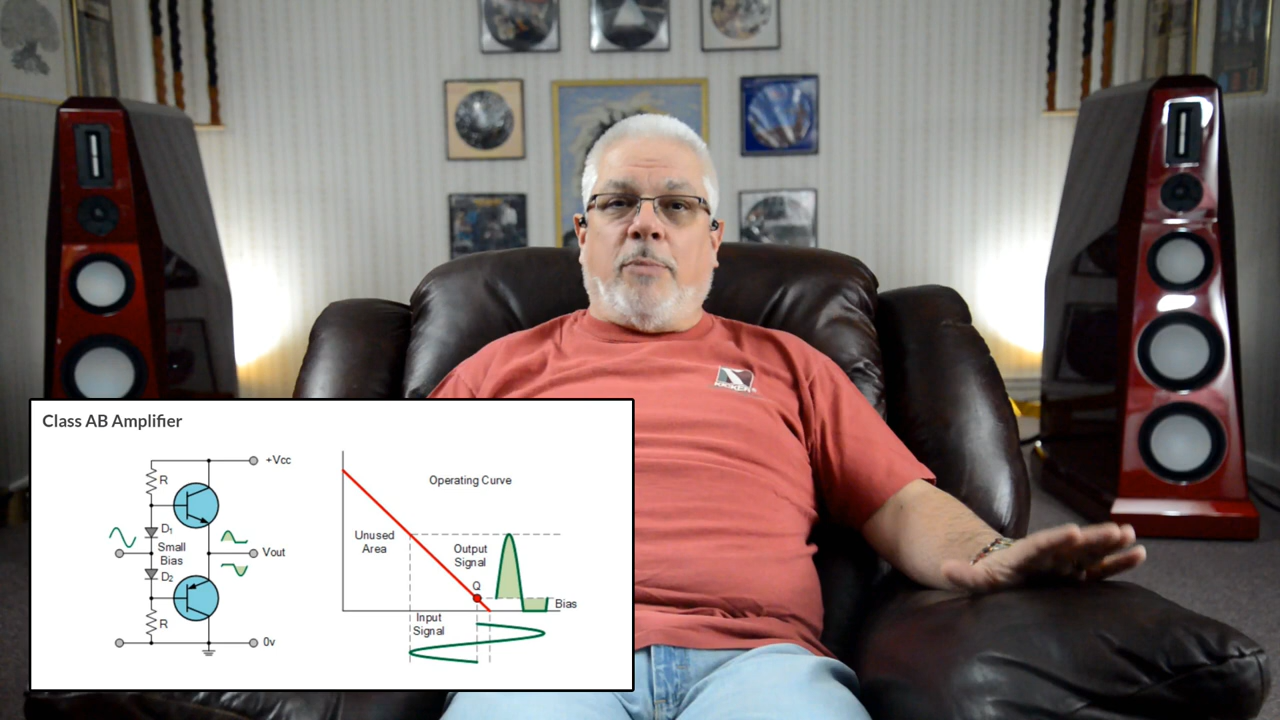 Class AB Amplifier
+Vcc
R
D1
Small
Bias
D2
Vout
R
0v
Operating Curve
Unused
Area
Output
Signal
Q
Bias
Input
Signal
KICKER